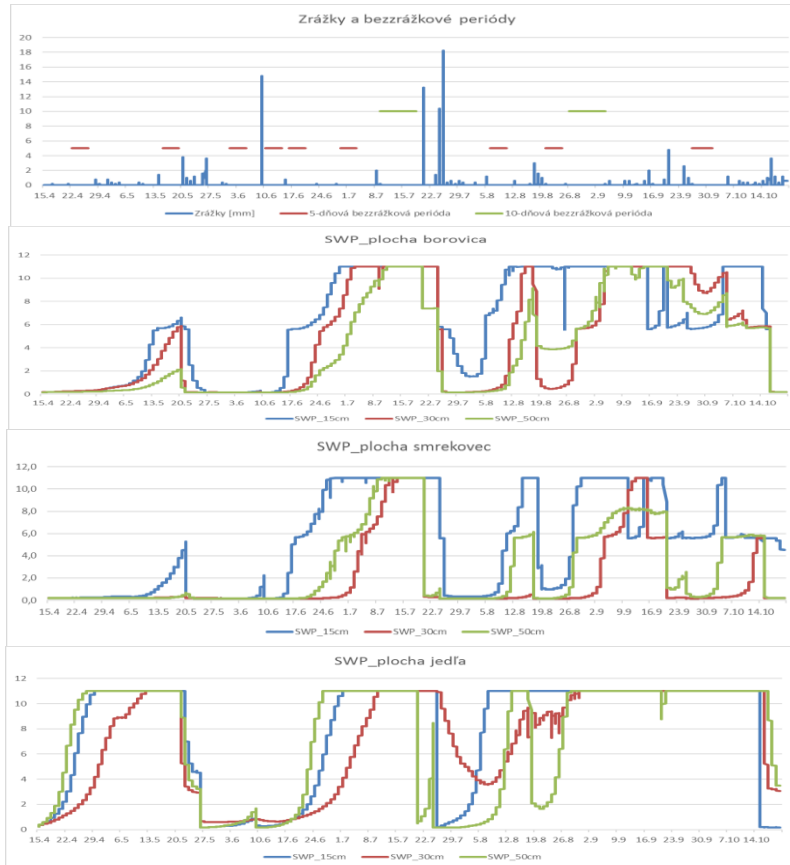 Zrážky a bezzrážkové periódy
20
18
16
14
12
10
8
6
4
2
0
15.4 22.4 29.4 6.5 13.5 20.5 27.5 3.6 10.6 17.6 24.6 1.7 8.7 15.7 22.7 29.7 5.8 12.8 19.8 26.8 2.9 9.9 16.9 23.9 30.9 7.10 14.10
Zrážky [mm] 5-dňová bezzrážková perióda 10-dňová bezzrážková perióda
SWP_plocha borovica
12
10
8
6
4
2
0
15.4 22.4 29.4 6.5 13.5 20.5 27.5 3.6 10.6 17.6 24.6 1.7 8.7 15.7 22.7 29.7 5.8 12.8 19.8 26.8 2.9 9.9 16.9 23.9 30.9 7.10 14.10
SWP_15cm SWP_30cm SWP_50cm
SWP_plocha smrekovec
12,0
10,0
8,0
6,0
4,0
2,0
0,0
15.4 22.4 29.4 6.5 13.5 20.5 27.5 3.6 10.6 17.6 24.6 1.7 8.7 15.7 22.7 29.7 5.8 12.8 19.8 26.8 2.9 9.9 16.9 23.9 30.9 7.10 14.10
SWP_15cm SWP_30cm SWP_50cm
SWP_plocha jedľa
12
10
8
6
4
2
0
15.4 22.4 29.4 6.5 13.5 20.5 27.5 3.6 10.6 17.6 24.6 1.7 8.7 15.7 22.7 29.7 5.8 12.8 19.8 26.8 2.9 9.9 16.9 23.9 30.9 7.10 14.10
SWP_15cm SWP_30cm SWP_50cm